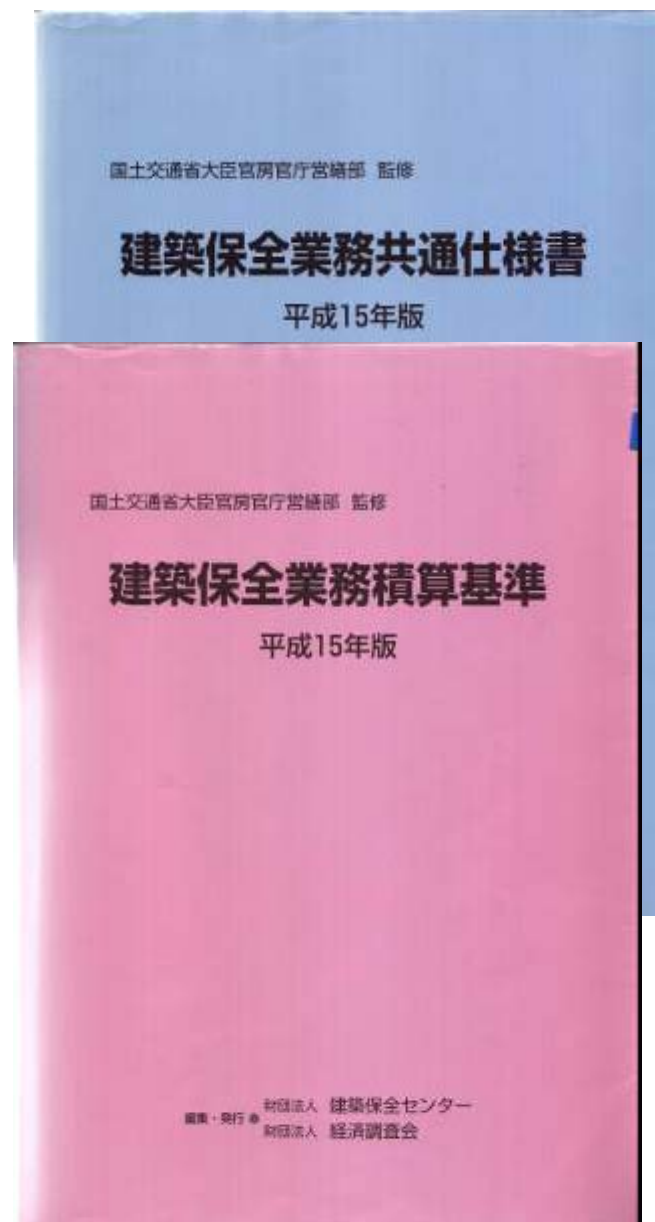 国土交通省大臣官房官庁営繕部 監修
建築保全業務共通仕様書
平成15年版
国土交通省大臣官房官庁営繕部 監修
建築保全業務積算基準
平成15年版
編集・発行●
財団法人 建築保全センター
財団法人 経済調査会